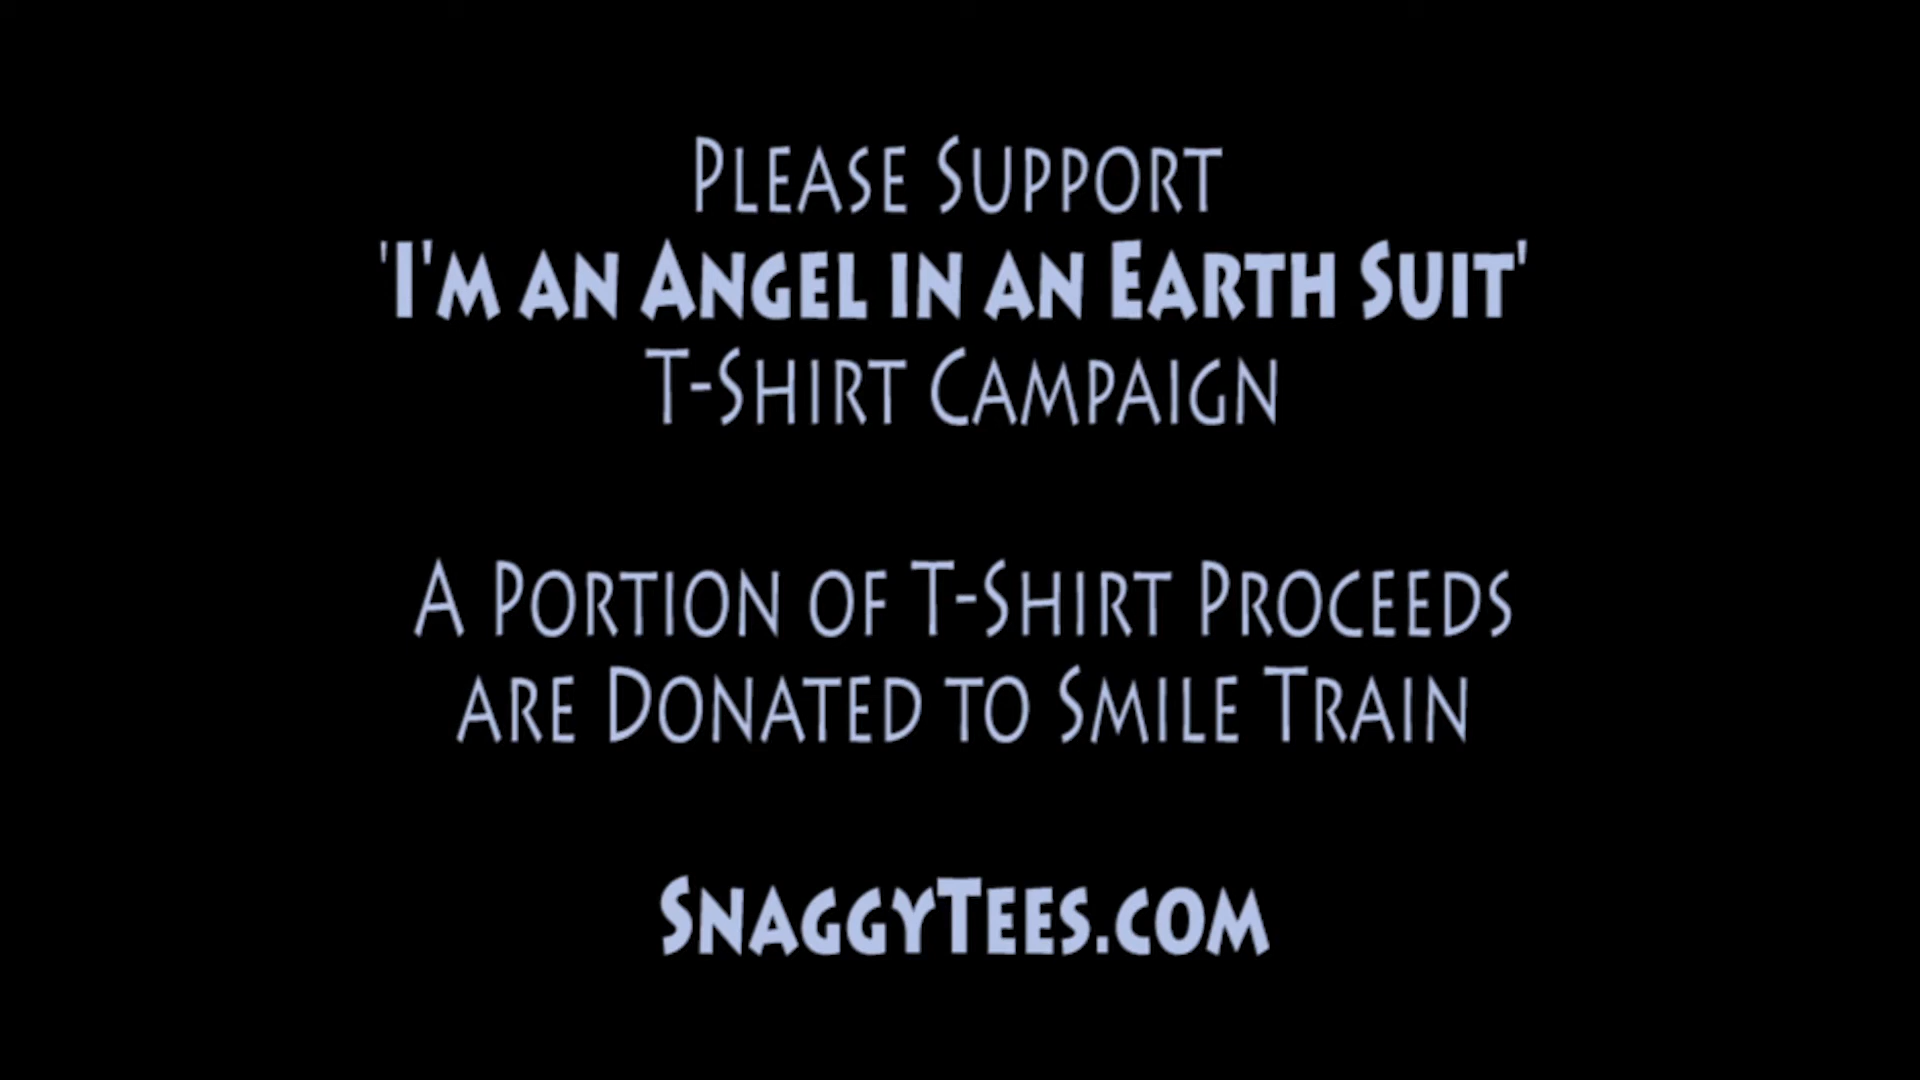 Please Support
'I'm an Angel in an Earth Suit'
T-Shirt Campaign
A Portion of T-Shirt Proceeds
are Donated to Smile Train
SnaggyTees.com